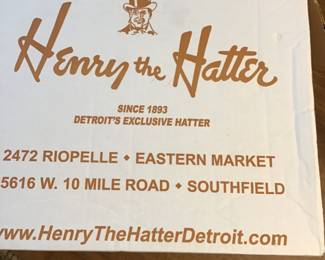 Henry the Hatter
SINCE 1893
DETROIT'S EXCLUSIVE HATTER
2472 RIOPELLE • EASTERN MARKET
15616 W. 10 MILE ROAD • SOUTHFIELD
www.HenryTheHatterDetroit.com